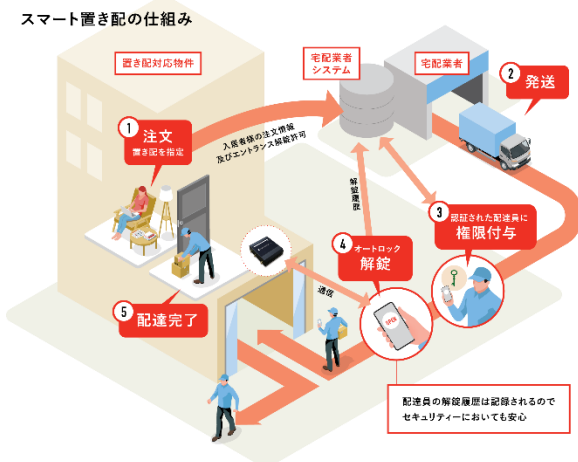 スマート置き配の仕組み
置き配対応物件
宅配業者
システム
宅配業者
2 発送
1 注文
置き配を指定
入居者様の注文情報
及びエントランス解錠許可
解錠履歴
3 認証された配達員に
権限付与
4 オートロック
解錠
OPEN
通信
5 配達完了
配達員の解錠履歴は記録されるので
セキュリティーにおいても安心